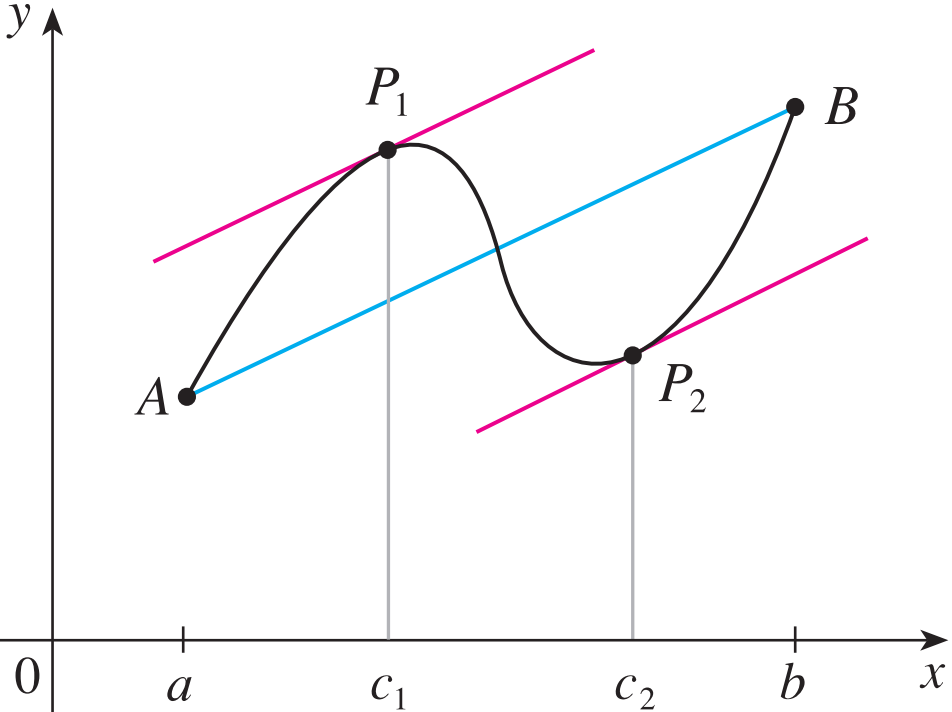 y
P₁
B
A
P₂
0 a c₁ c₂ b x